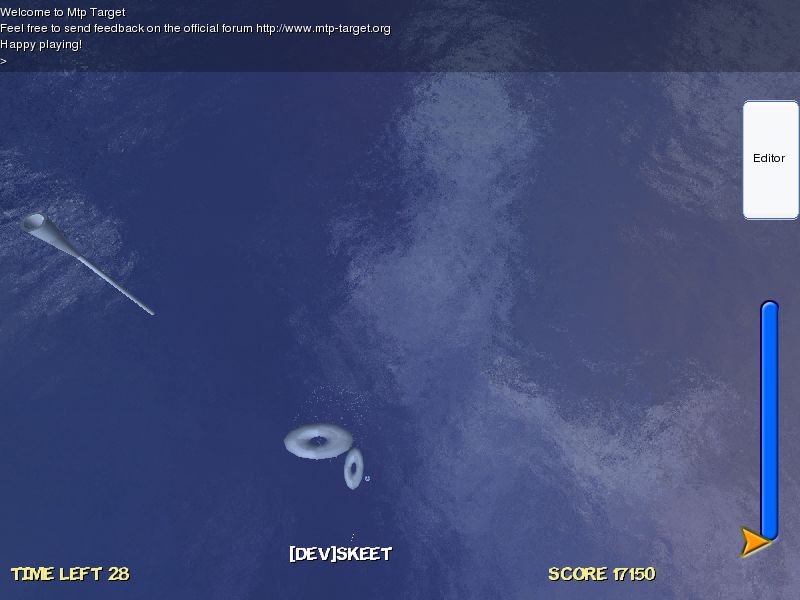 Welcome to Mtp Target
Feel free to send feedback on the official forum http://www.mtp-target.org
Happy playing!
>
Editor
[DEV]SKEET
TIME LEFT 28
SCORE 17150